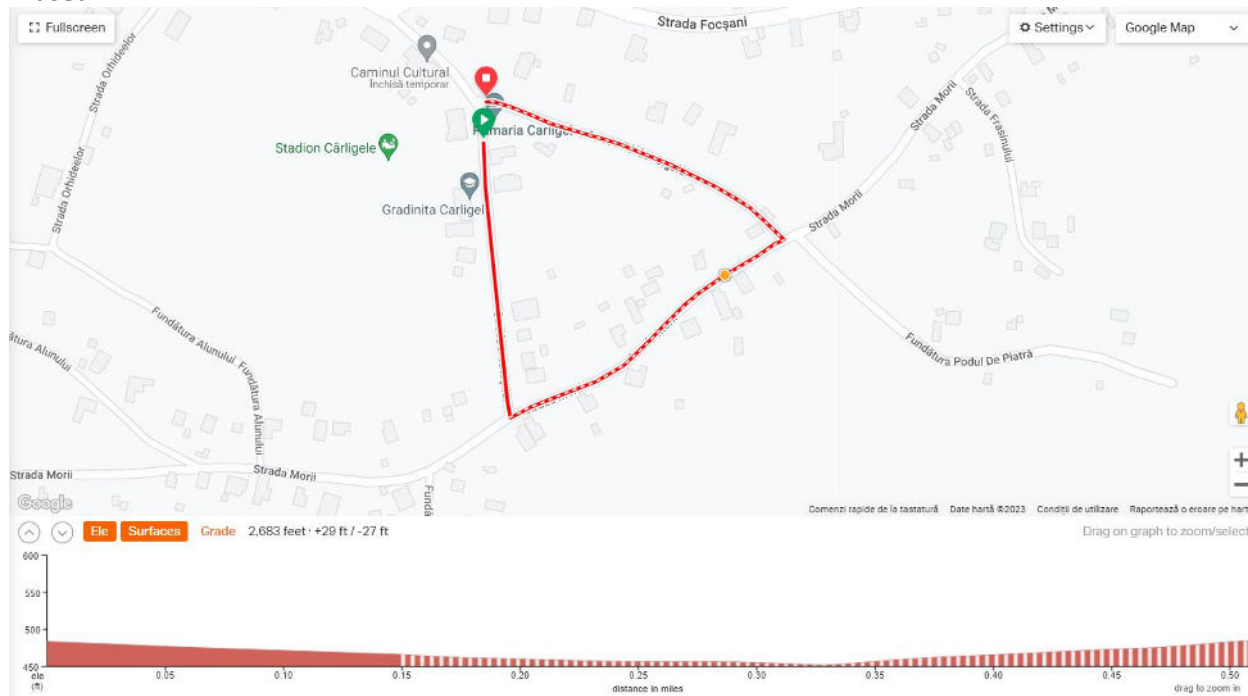 Fullscreen
Strada Focșani
Settings
Google Map
Strada Orhideelor
Caminul Cultural
Închisă temporar
Strada Morii
Strada Frasinului
Stadion Cârligele
Gradinita Carligel
Strada Morii
Strada Orhideelor
Fundătura Alunului
Fundătura Alunului
Fundătura Podul De Piatră
Strada Morii
Strada Morii
Google
Comenzi rapide de la tastatură Date hartă ©2023 Condiții de utilizare Raportează o eroare pe hart
Ele Surfaces Grade 2,683 feet · +29 ft / -27 ft
Drag on graph to zoom/select
600
550
500
450
ele
(ft)
0.05 0.10 0.15 0.20 0.25 0.30 0.35 0.40 0.45 0.50
distance in miles
drag to zoom in